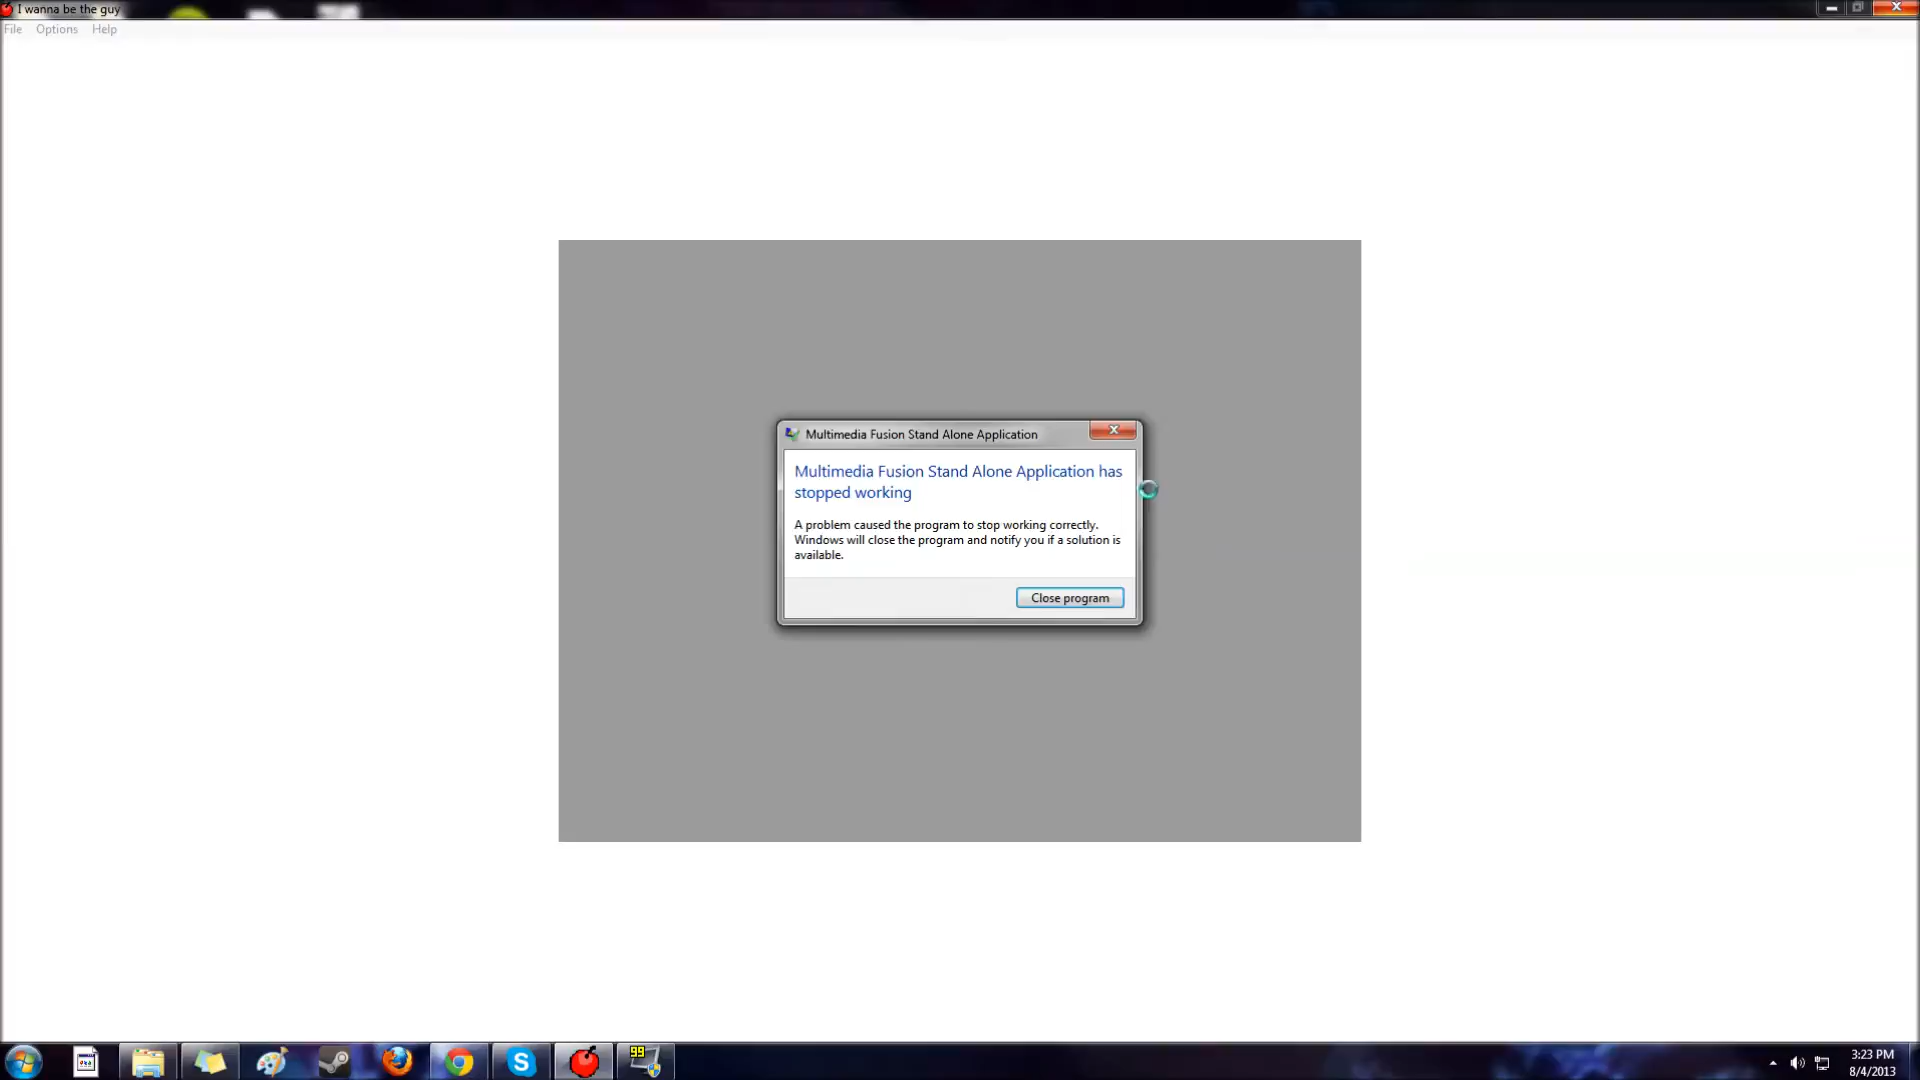 I wanna be the guy
File Options Help
Multimedia Fusion Stand Alone Application
Multimedia Fusion Stand Alone Application has
stopped working
A problem caused the program to stop working correctly.
Windows will close the program and notify you if a solution is
available.
Close program
99
3:23 PM
8/4/2013